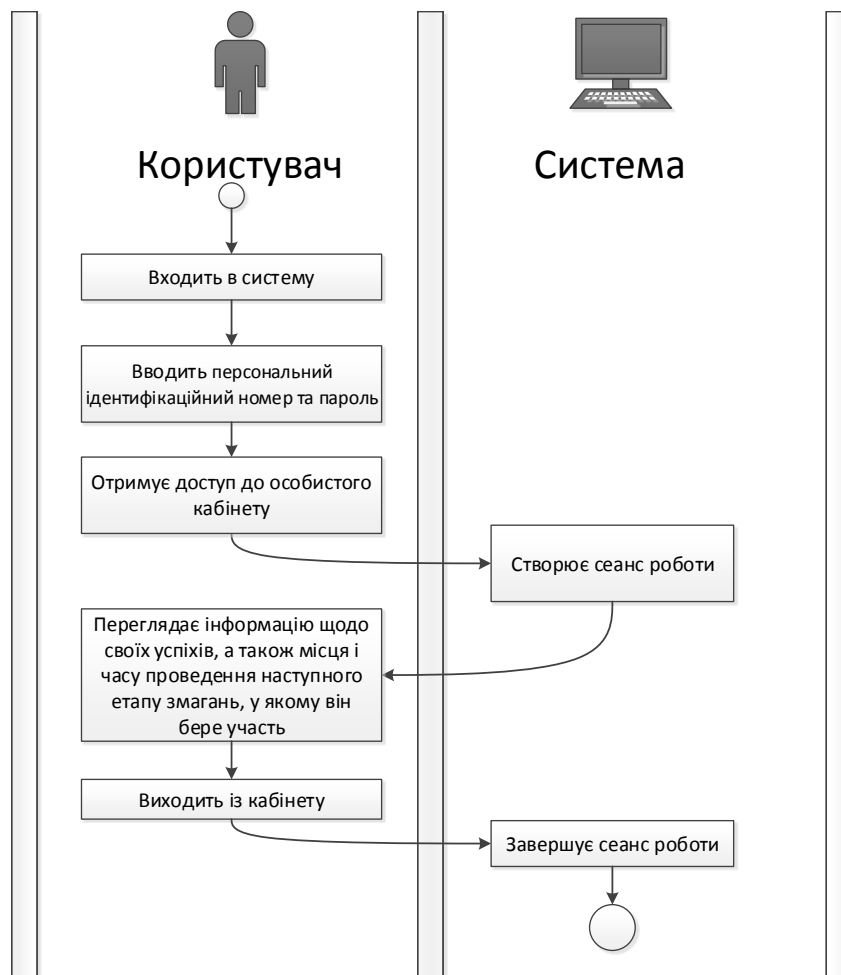 Користувач
Система
Входить в систему
Вводить персональний
ідентифікаційний номер та пароль
Отримує доступ до особистого
кабінету
Створює сеанс роботи
Переглядає інформацію щодо
своїх успіхів, а також місця і
часу проведення наступного
етапу змагань, у якому він
бере участь
Виходить із кабінету
Завершує сеанс роботи